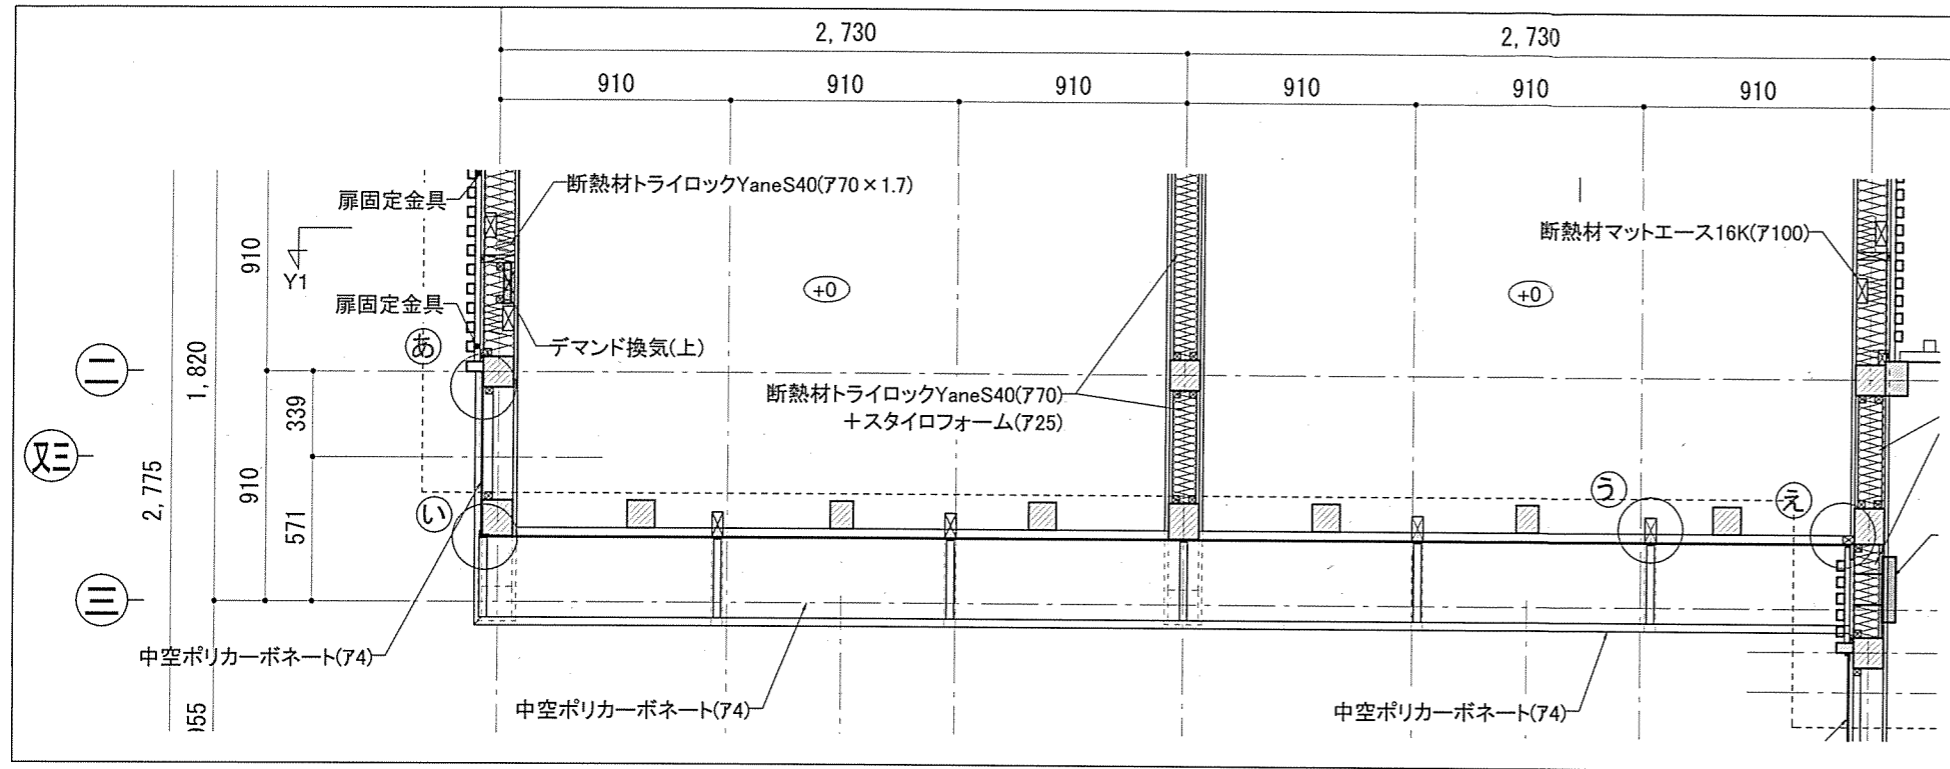 2,730
2,730
910
910
910
910
910
910
扉固定金具
断熱材トライロックYaneS40(ア70×1.7)
断熱材マットエース16K(ア100)
910
Y1
+0
+0
扉固定金具
あ
デマンド換気(上)
二
1,820
339
断熱材トライロックYaneS40(ア70)
+スタイロフォーム(ア25)
又三
2,775
910
571
い
う
え
三
中空ポリカーボネート(ア4)
中空ポリカーボネート(ア4)
中空ポリカーボネート(ア4)
955